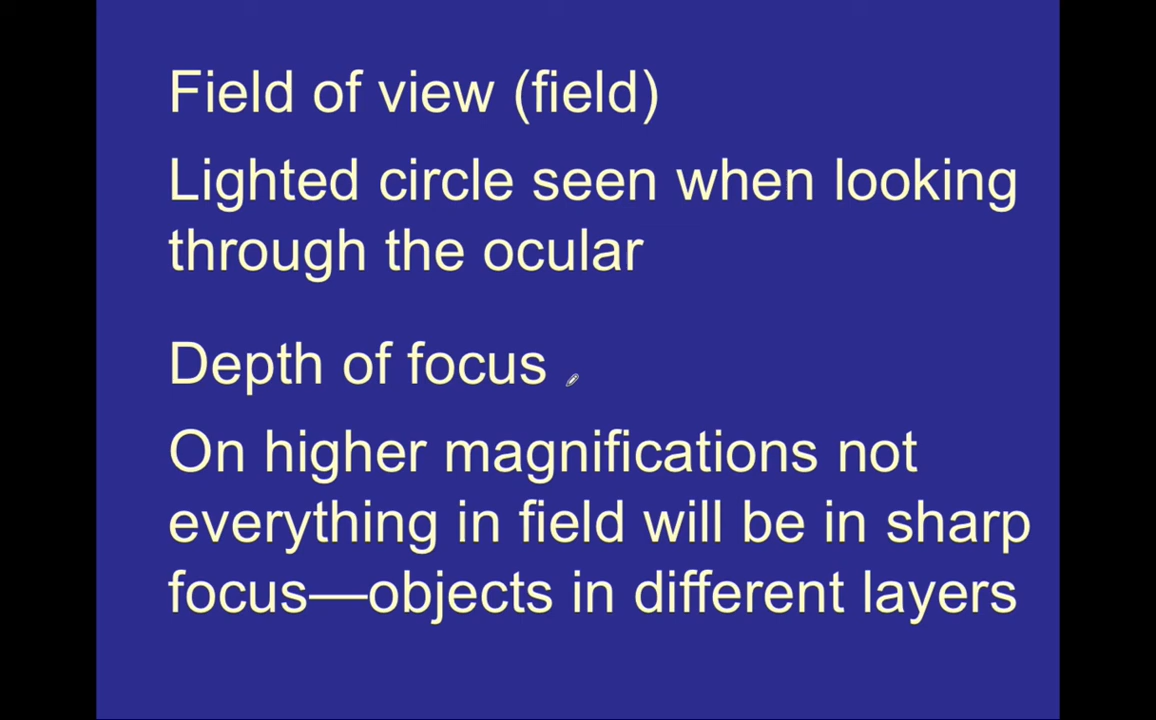 Field of view (field)
Lighted circle seen when looking
through the ocular
Depth of focus
On higher magnifications not
everything in field will be in sharp
focus—objects in different layers